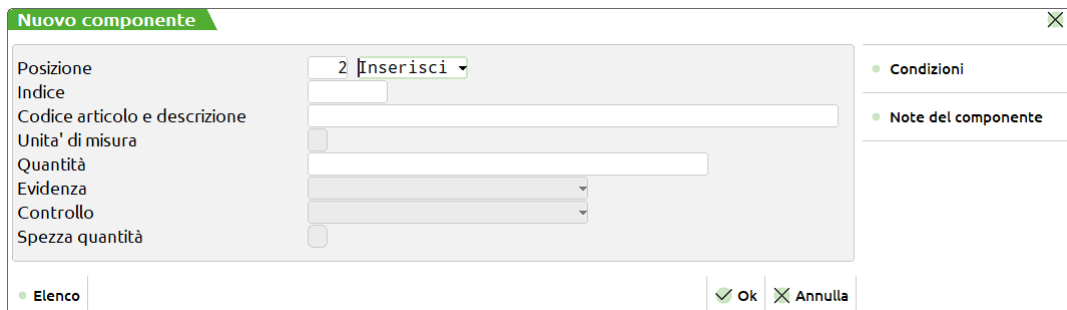 Nuovo componente
Posizione 2 Inserisci
Indice
Codice articolo e descrizione
Unita' di misura
Quantità
Evidenza
Controllo
Spezza quantità
Condizioni
Note del componente
Elenco
Ok
Annulla